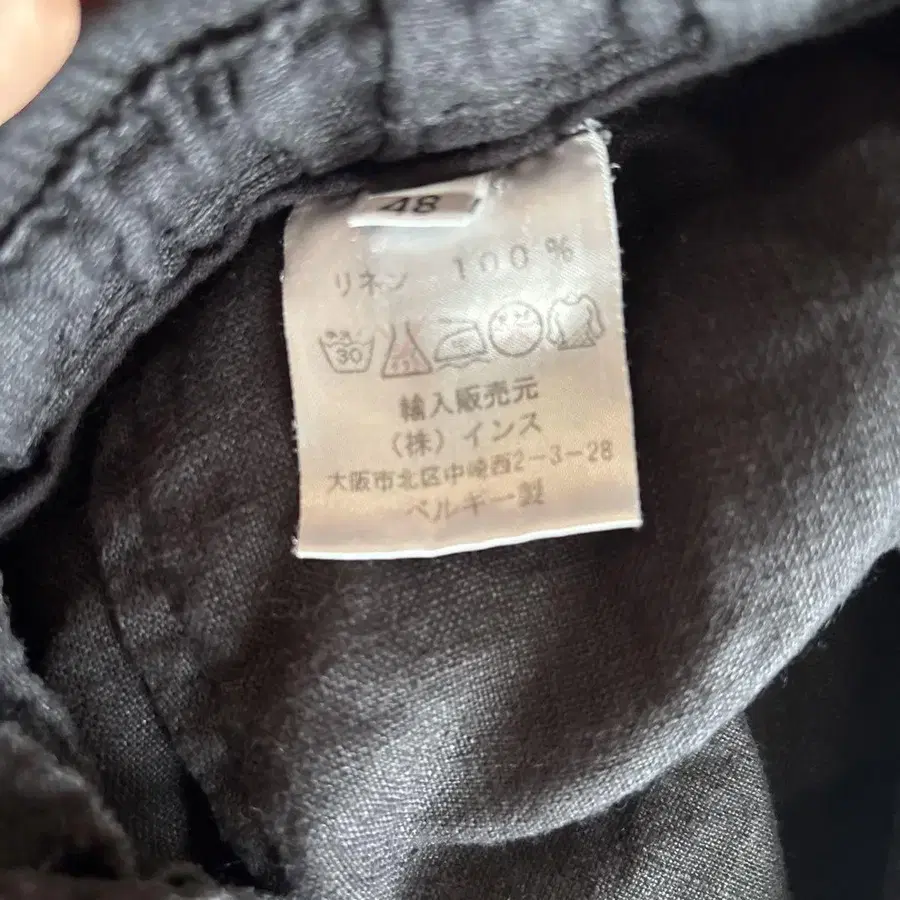 48
リネン 100%
30
輸入販売元
(株)インス
大阪市北区中崎西2-3-28
ベルギー製